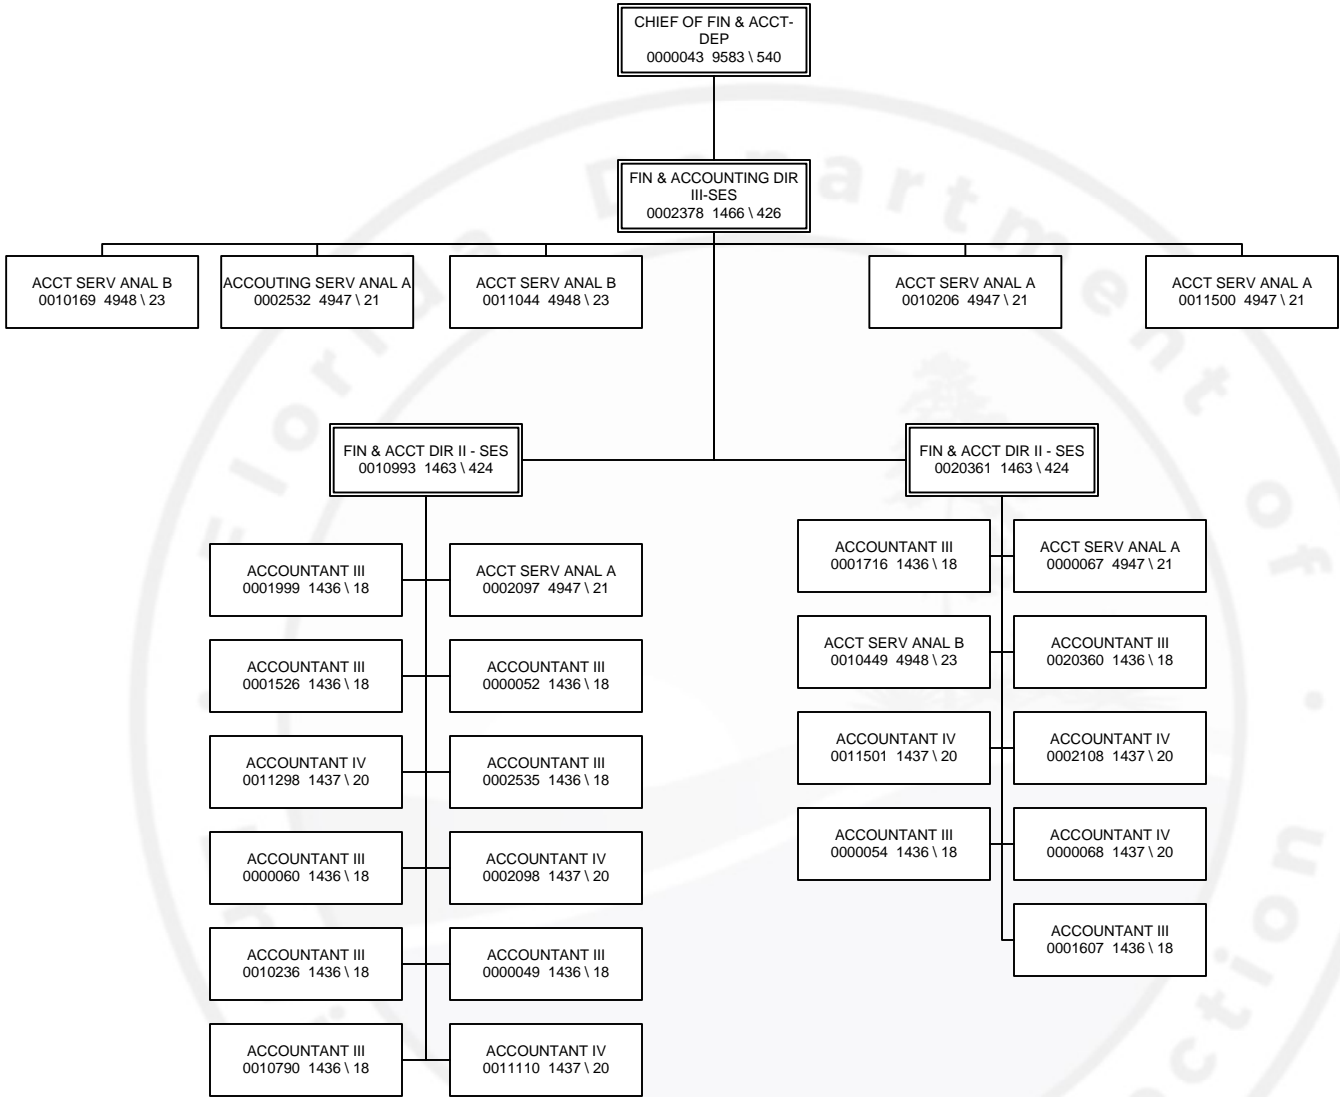 CHIEF OF FIN & ACCT-
DEP
0000043 9583 \ 540
FIN & ACCOUNTING DIR
III-SES
0002378 1466 \ 426
ACCT SERV ANAL B
0010169 4948 \ 23
ACCOUTING SERV ANAL A
0002532 4947 \ 21
ACCT SERV ANAL B
0011044 4948 \ 23
ACCT SERV ANAL A
0010206 4947 \ 21
ACCT SERV ANAL A
0011500 4947 \ 21
FIN & ACCT DIR II - SES
0010993 1463 \ 424
FIN & ACCT DIR II - SES
0020361 1463 \ 424
ACCOUNTANT III
0001999 1436 \ 18
ACCT SERV ANAL A
0002097 4947 \ 21
ACCOUNTANT III
0001526 1436 \ 18
ACCOUNTANT III
0000052 1436 \ 18
ACCOUNTANT IV
0011298 1437 \ 20
ACCOUNTANT III
0002535 1436 \ 18
ACCOUNTANT III
0000060 1436 \ 18
ACCOUNTANT IV
0002098 1437 \ 20
ACCOUNTANT III
0010236 1436 \ 18
ACCOUNTANT III
0000049 1436 \ 18
ACCOUNTANT III
0010790 1436 \ 18
ACCOUNTANT IV
0011110 1437 \ 20
ACCOUNTANT III
0001716 1436 \ 18
ACCT SERV ANAL A
0000067 4947 \ 21
ACCT SERV ANAL B
0010449 4948 \ 23
ACCOUNTANT III
0020360 1436 \ 18
ACCOUNTANT IV
0011501 1437 \ 20
ACCOUNTANT IV
0002108 1437 \ 20
ACCOUNTANT III
0000054 1436 \ 18
ACCOUNTANT IV
0000068 1437 \ 20
ACCOUNTANT III
0001607 1436 \ 18
Florida Department of